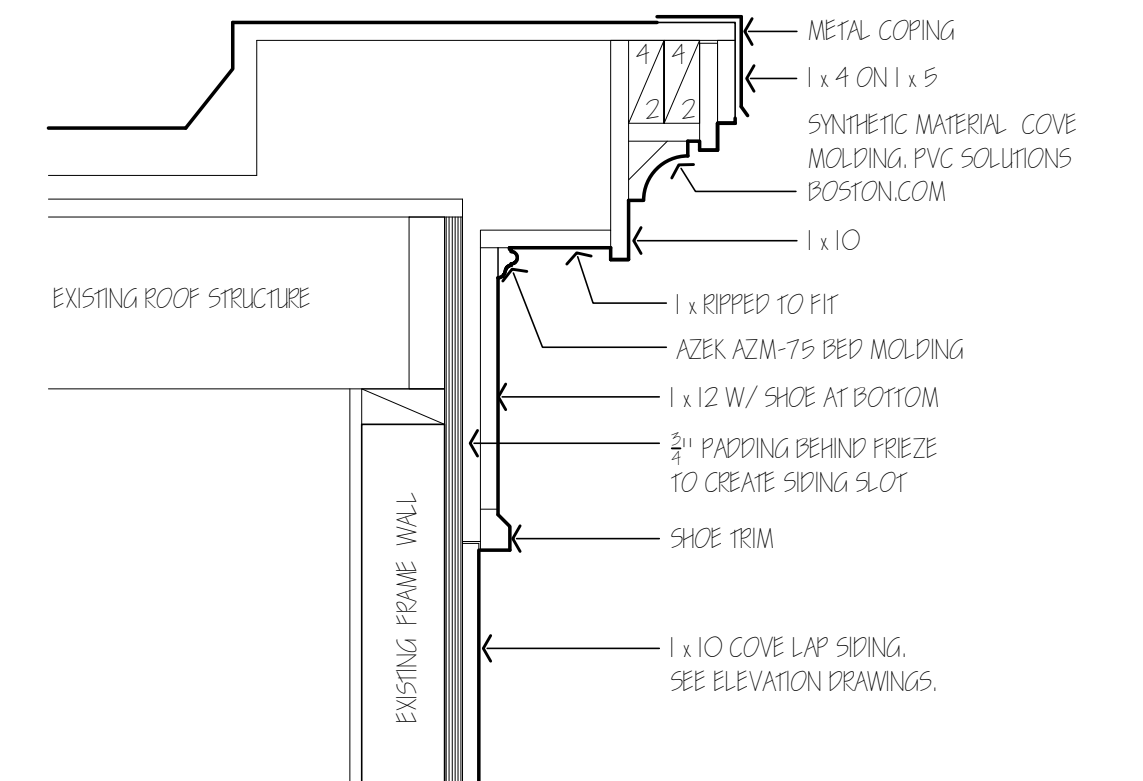 METAL COPING
1 x 4 ON 1 x 5
4 4
2 2
SYNTHETIC MATERIAL COVE
MOLDING. PVC SOLUTIONS
BOSTON.COM
1 x 10
EXISTING ROOF STRUCTURE
1 x RIPPED TO FIT
AZEK AZM-75 BED MOLDING
1 x 12 W/ SHOE AT BOTTOM
3/4" PADDING BEHIND FRIEZE
TO CREATE SIDING SLOT
SHOE TRIM
EXISTING FRAME WALL
1 x 10 COVE LAP SIDING.
SEE ELEVATION DRAWINGS.